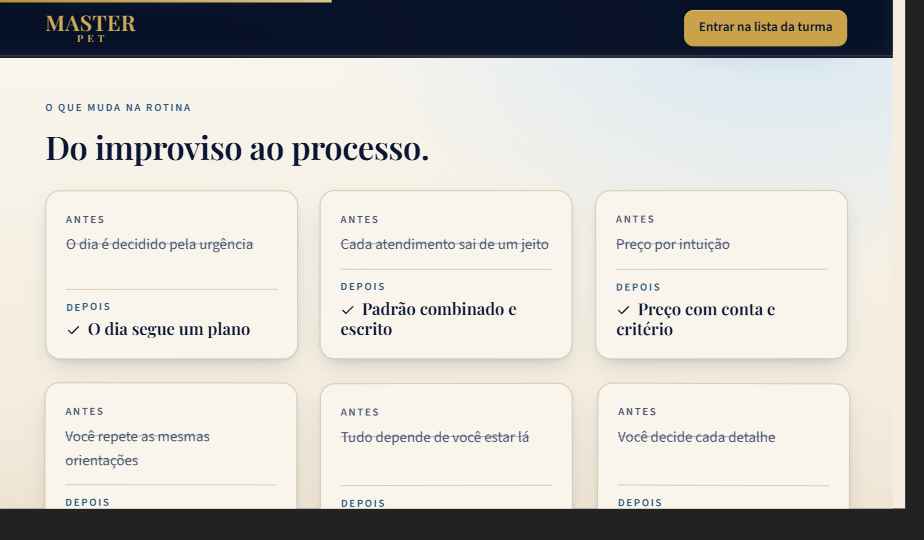 MASTER
PET
Entrar na lista da turma
O QUE MUDA NA ROTINA
Do improviso ao processo.
ANTES
O dia é decidido pela urgência
DEPOIS
✓ O dia segue um plano
ANTES
Cada atendimento sai de um jeito
DEPOIS
✓ Padrão combinado e
escrito
ANTES
Preço por intuição
DEPOIS
✓ Preço com conta e
critério
ANTES
Você repete as mesmas
orientações
DEPOIS
ANTES
Tudo depende de você estar lá
DEPOIS
ANTES
Você decide cada detalhe
DEPOIS